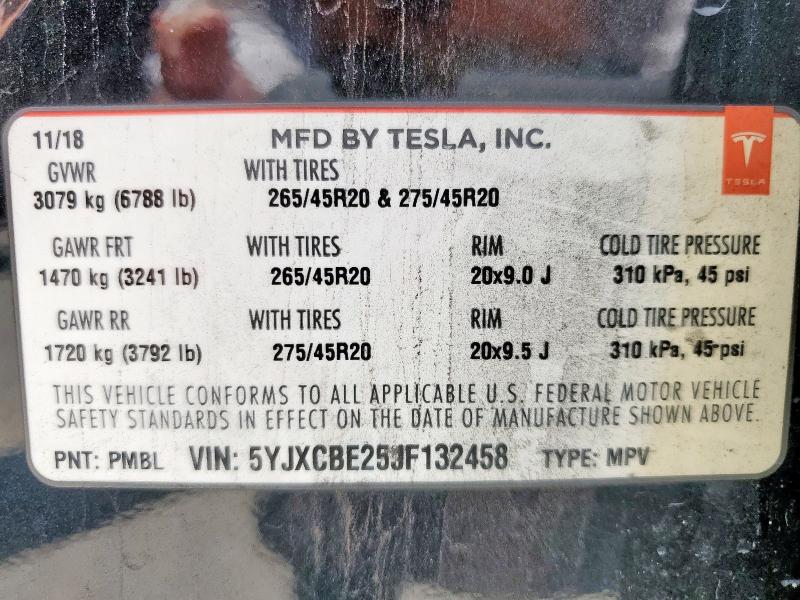 11/18 MFD BY TESLA, INC.
TESLA
GVWR WITH TIRES
3079 kg (6788 lb) 265/45R20 & 275/45R20
GAWR FRT WITH TIRES RIM COLD TIRE PRESSURE
1470 kg (3241 lb) 265/45R20 20x9.0 J 310 kPa, 45 psi
GAWR RR WITH TIRES RIM COLD TIRE PRESSURE
1720 kg (3792 lb) 275/45R20 20x9.5 J 310 kPa, 45 psi
THIS VEHICLE CONFORMS TO ALL APPLICABLE U.S. FEDERAL MOTOR VEHICLE
SAFETY STANDARDS IN EFFECT ON THE DATE OF MANUFACTURE SHOWN ABOVE.
PNT: PMBL VIN: 5YJXCBE25JF132458 TYPE: MPV